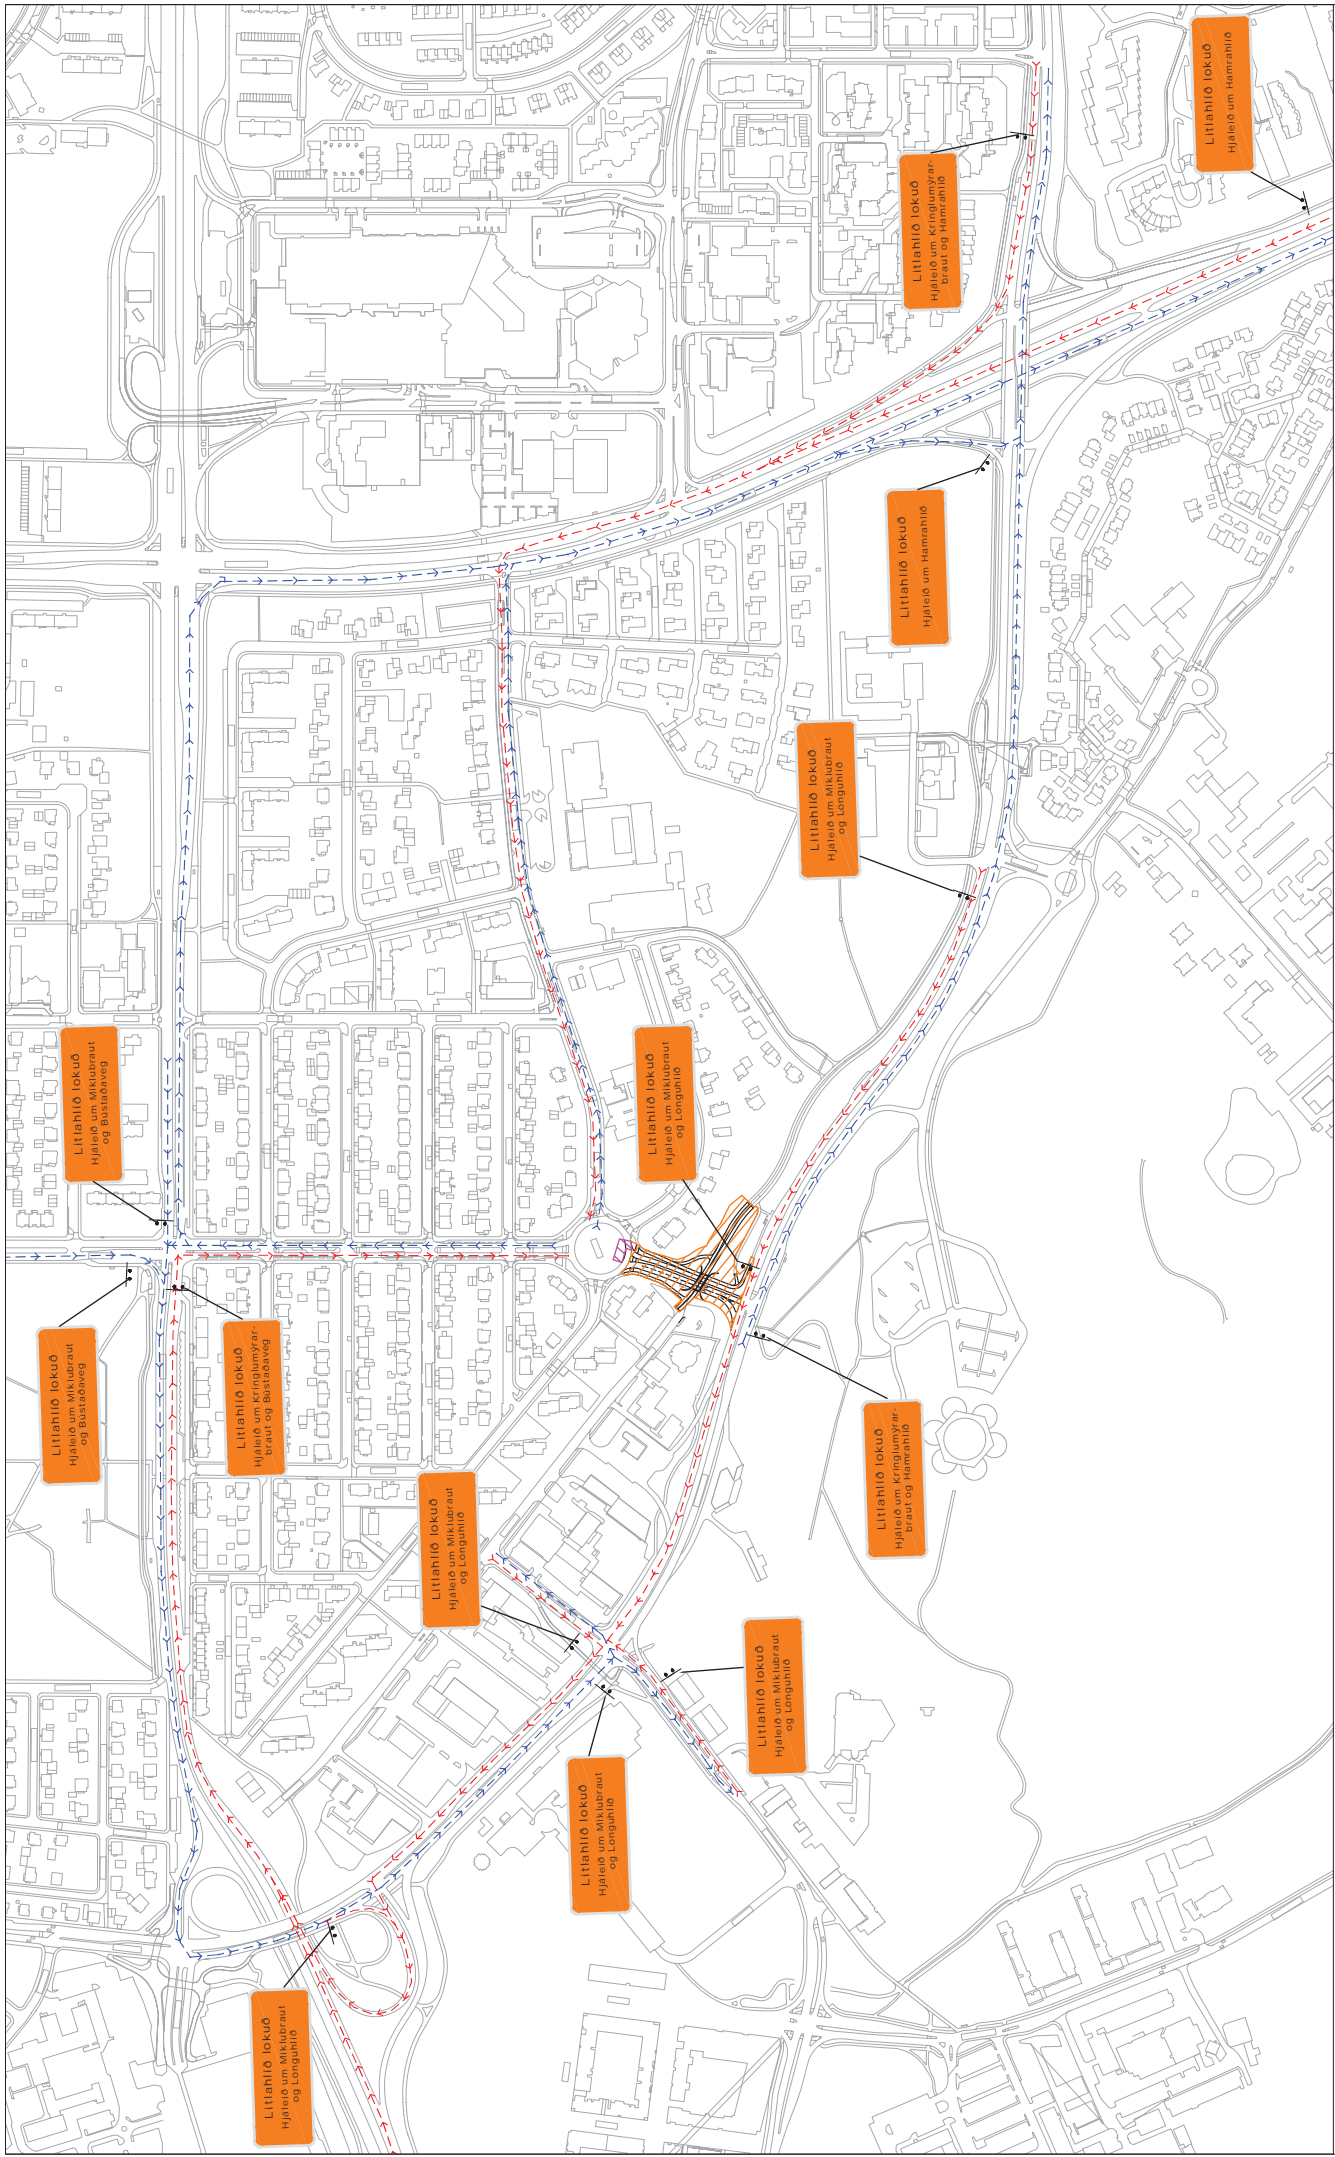 Litlahlíð lokuð
Hjáleið um Miklubraut
og Bústaðaveg
Litlahlíð lokuð
Hjáleið um Miklubraut
og Bústaðaveg
Litlahlíð lokuð
Hjáleið um Kringlumýrar-
braut og Bústaðaveg
Litlahlíð lokuð
Hjáleið um Miklubraut
og Lönguhlíð
Litlahlíð lokuð
Hjáleið um Miklubraut
og Lönguhlíð
Litlahlíð lokuð
Hjáleið um Miklubraut
og Lönguhlíð
Litlahlíð lokuð
Hjáleið um Miklubraut
og Lönguhlíð
Litlahlíð lokuð
Hjáleið um Miklubraut
og Lönguhlíð
Litlahlíð lokuð
Hjáleið um Miklubraut
og Lönguhlíð
Litlahlíð lokuð
Hjáleið um Kringlumýrar-
braut og Hamrahlíð
Litlahlíð lokuð
Hjáleið um Hamrahlíð
Litlahlíð lokuð
Hjáleið um Kringlumýrar-
braut og Hamrahlíð
Litlahlíð lokuð
Hjáleið um Hamrahlíð